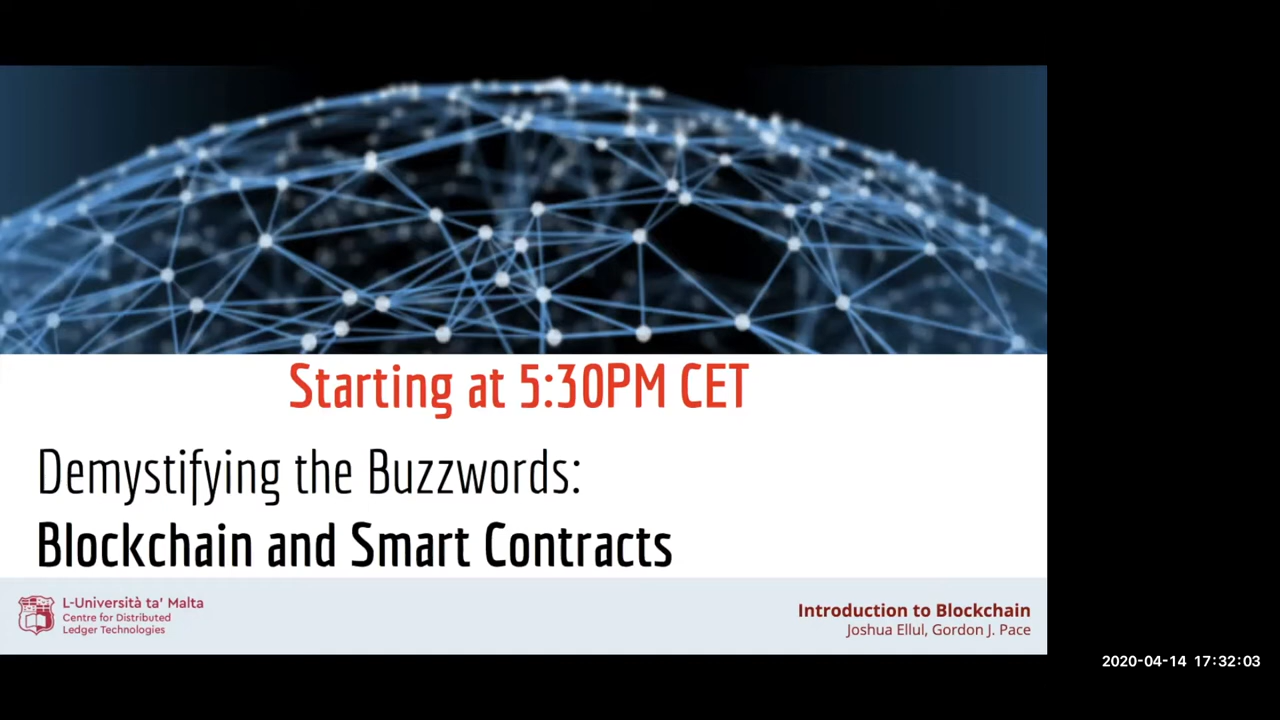 Starting at 5:30PM CET
Demystifying the Buzzwords:
Blockchain and Smart Contracts
L-Università ta' Malta
Centre for Distributed
Ledger Technologies
Introduction to Blockchain
Joshua Ellul, Gordon J. Pace
2020-04-14 17:32:03